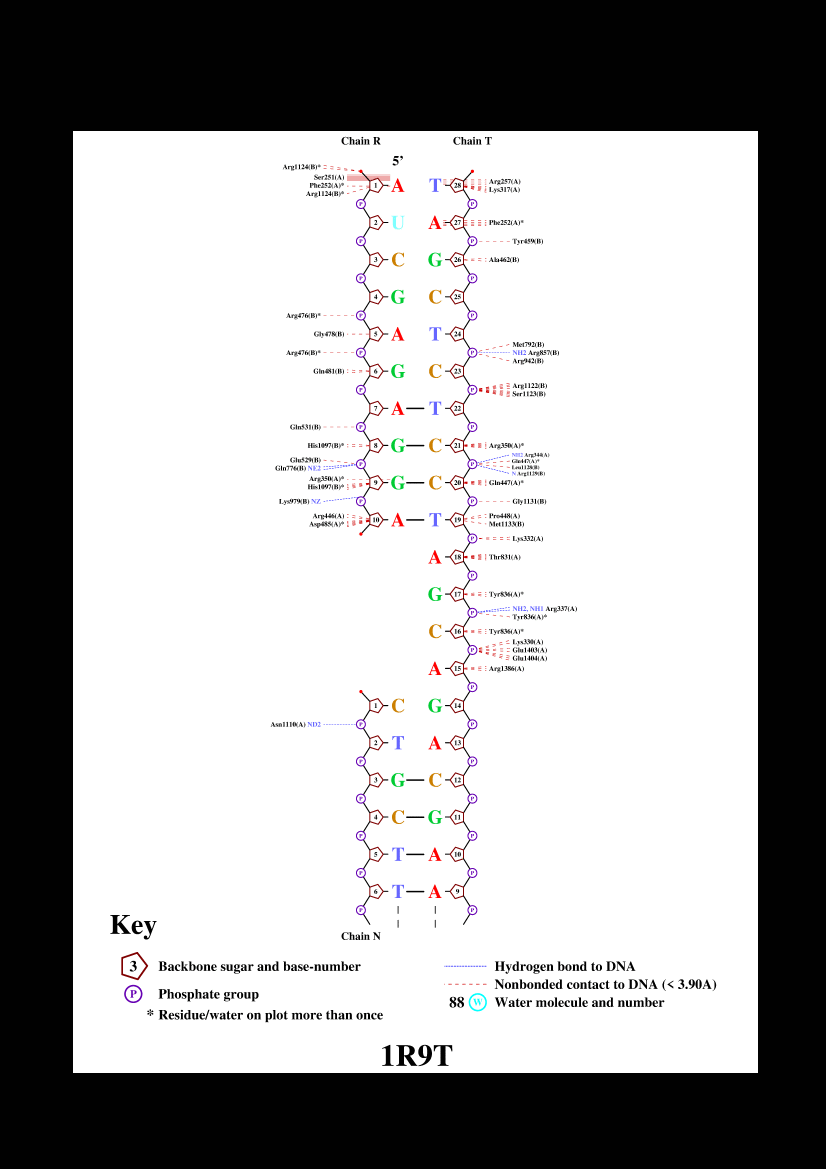 Chain R Chain T
5’
Arg1124(B)*
Ser251(A)
Phe252(A)*
Arg1124(B)*
1 A T 28 Arg257(A)
Lys317(A)
P
2 U A 27 Phe252(A)*
P P Tyr459(B)
3 C G 26 Ala462(B)
P P
4 G C 25
Arg476(B)* P P
Gly478(B) 5 A T 24
Met792(B)
Arg476(B)* P P NH2 Arg857(B)
Arg942(B)
Gln481(B) 6 G C 23
P P Arg1122(B)
Ser1123(B)
7 A T 22
Gln531(B) P P
His1097(B)* 8 G C 21 Arg350(A)*
NH2 Arg344(A)
Glu529(B) P P Gln447(A)*
Gln776(B) NE2 Leu1128(B)
N Arg1129(B)
Arg350(A)*
His1097(B)* 9 G C 20 Gln447(A)*
Lys979(B) NZ P P Gly1131(B)
Arg446(A) 10 A T 19 Pro448(A)
Asp485(A)* Met1133(B)
P Lys332(A)
A 18 Thr831(A)
P
G 17 Tyr836(A)*
P NH2, NH1 Arg337(A)
Tyr836(A)*
C 16 Tyr836(A)*
Lys330(A)
P Glu1403(A)
Glu1404(A)
A 15 Arg1386(A)
P
1 C G 14
Asn1110(A) ND2 P P
2 T A 13
P P
3 G C 12
P P
4 C G 11
P P
5 T A 10
P P
6 T A 9
P P
Chain N
Key
3 Backbone sugar and base-number
P Phosphate group
* Residue/water on plot more than once
Hydrogen bond to DNA
Nonbonded contact to DNA (< 3.90A)
88 W Water molecule and number
1R9T